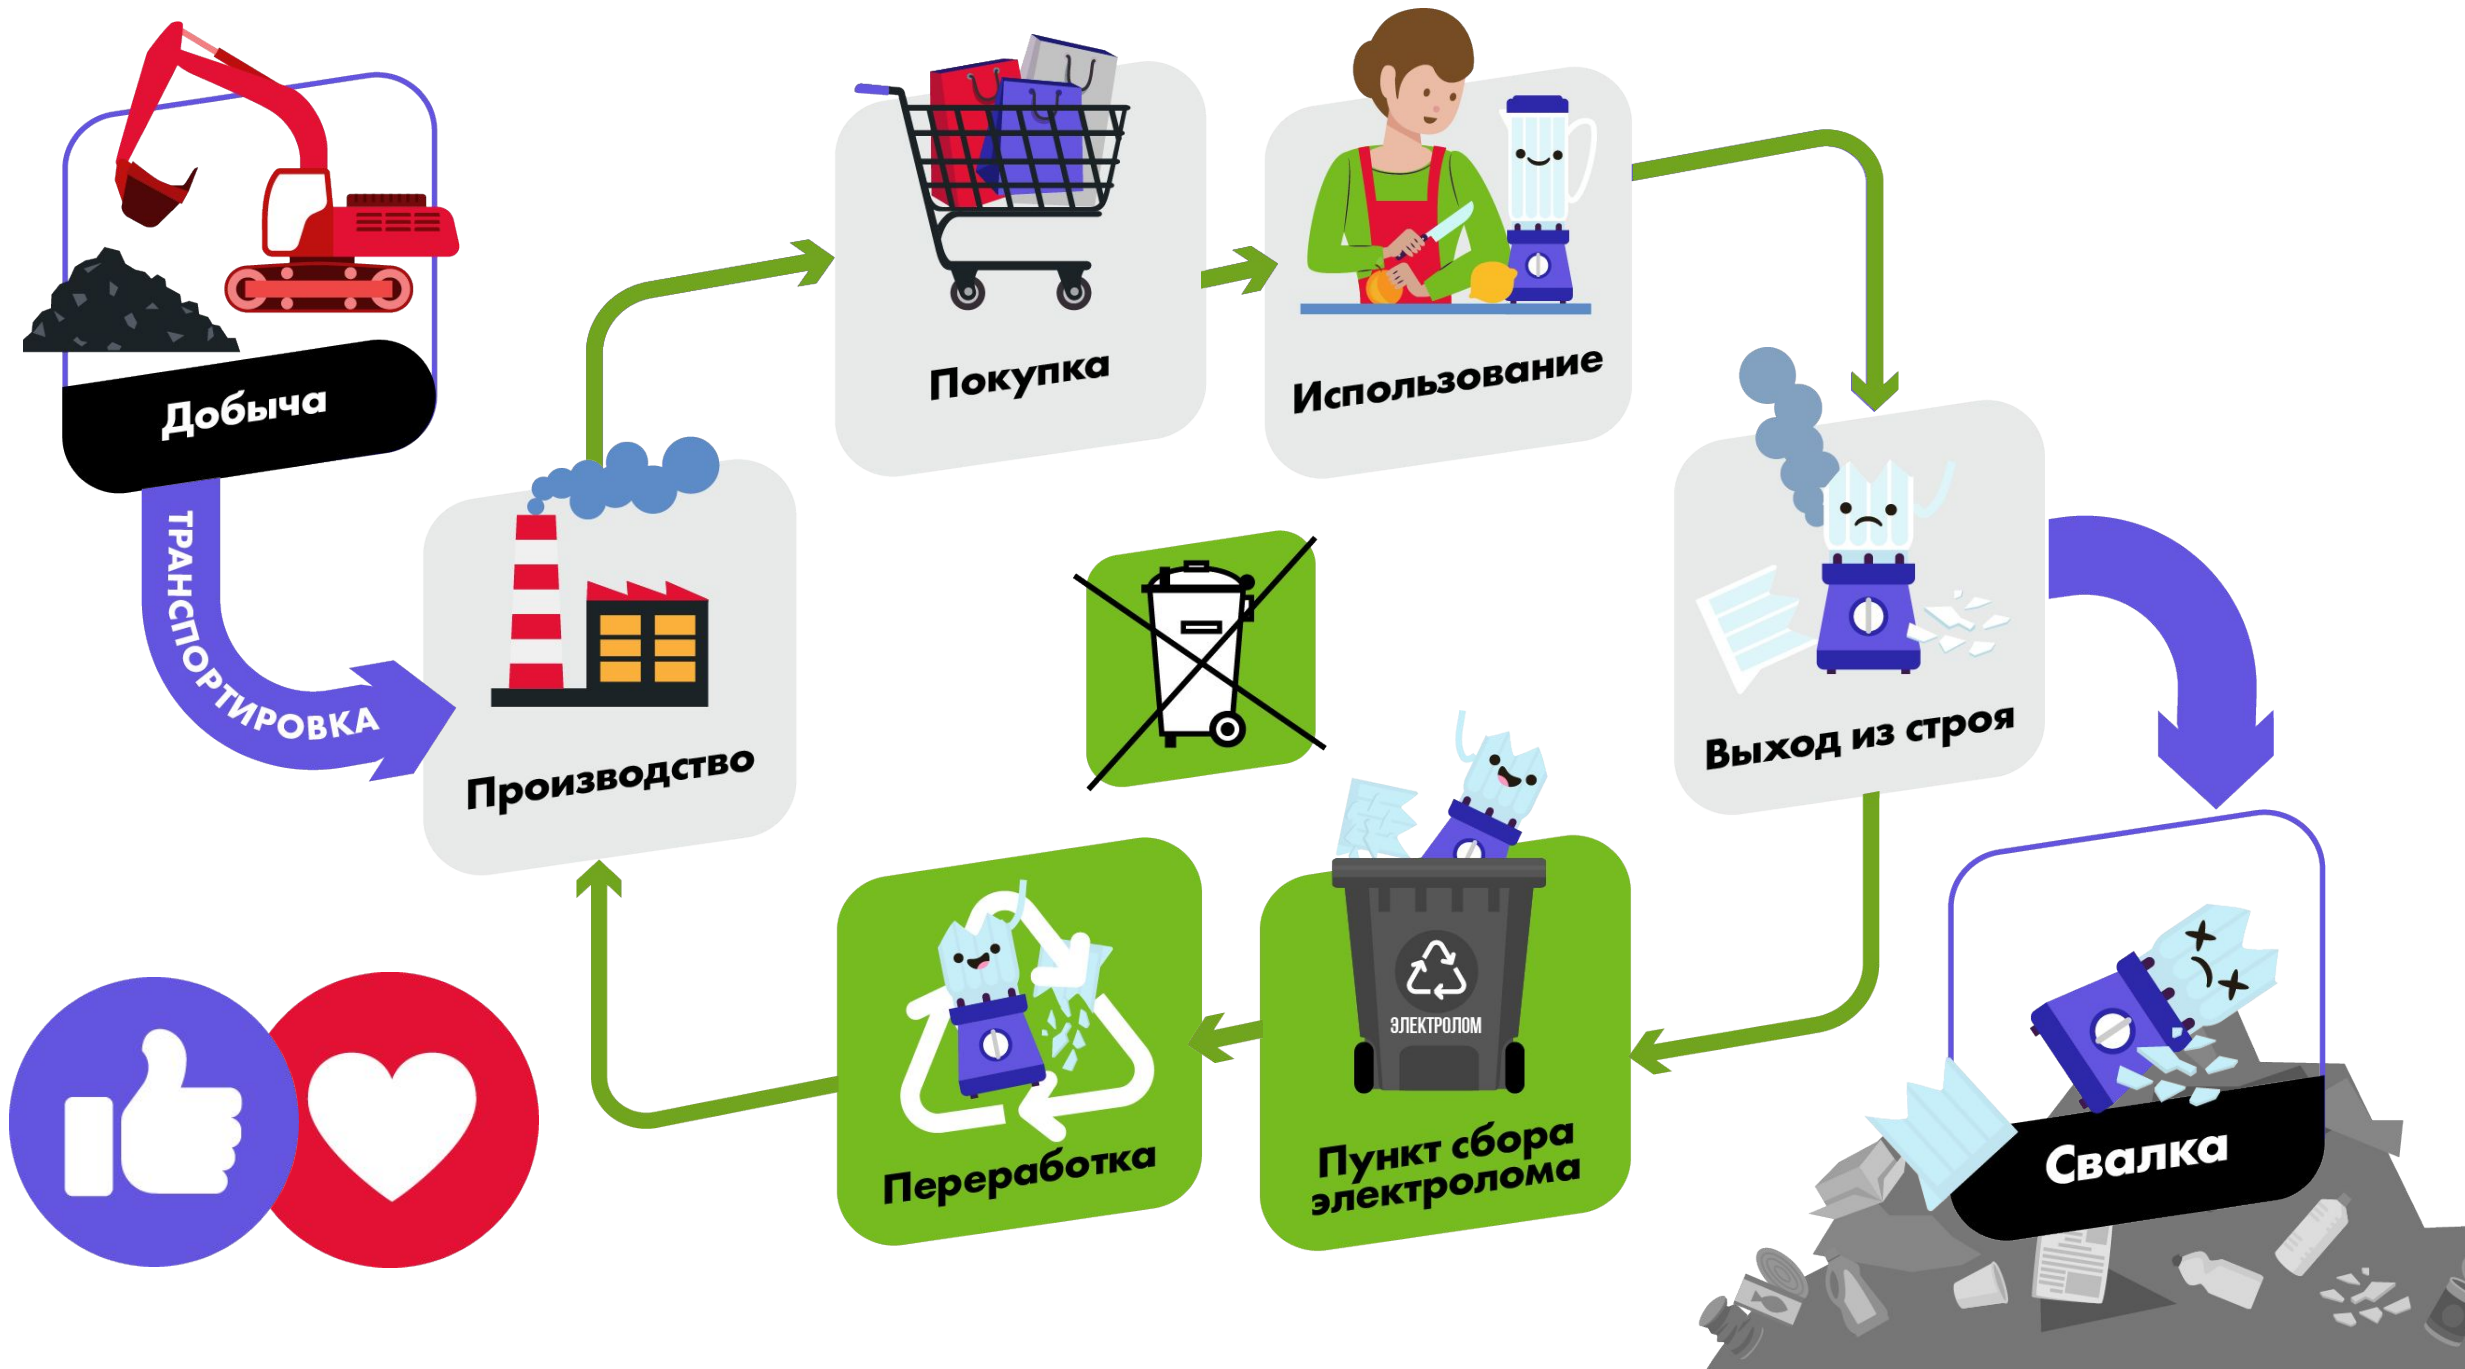 Добыча
ТРАНСПОРТИРОВКА
Производство
Покупка
Использование
Выход из строя
Свалка
ЭЛЕКТРОЛОМ
Пункт сбора
электролома
Переработка